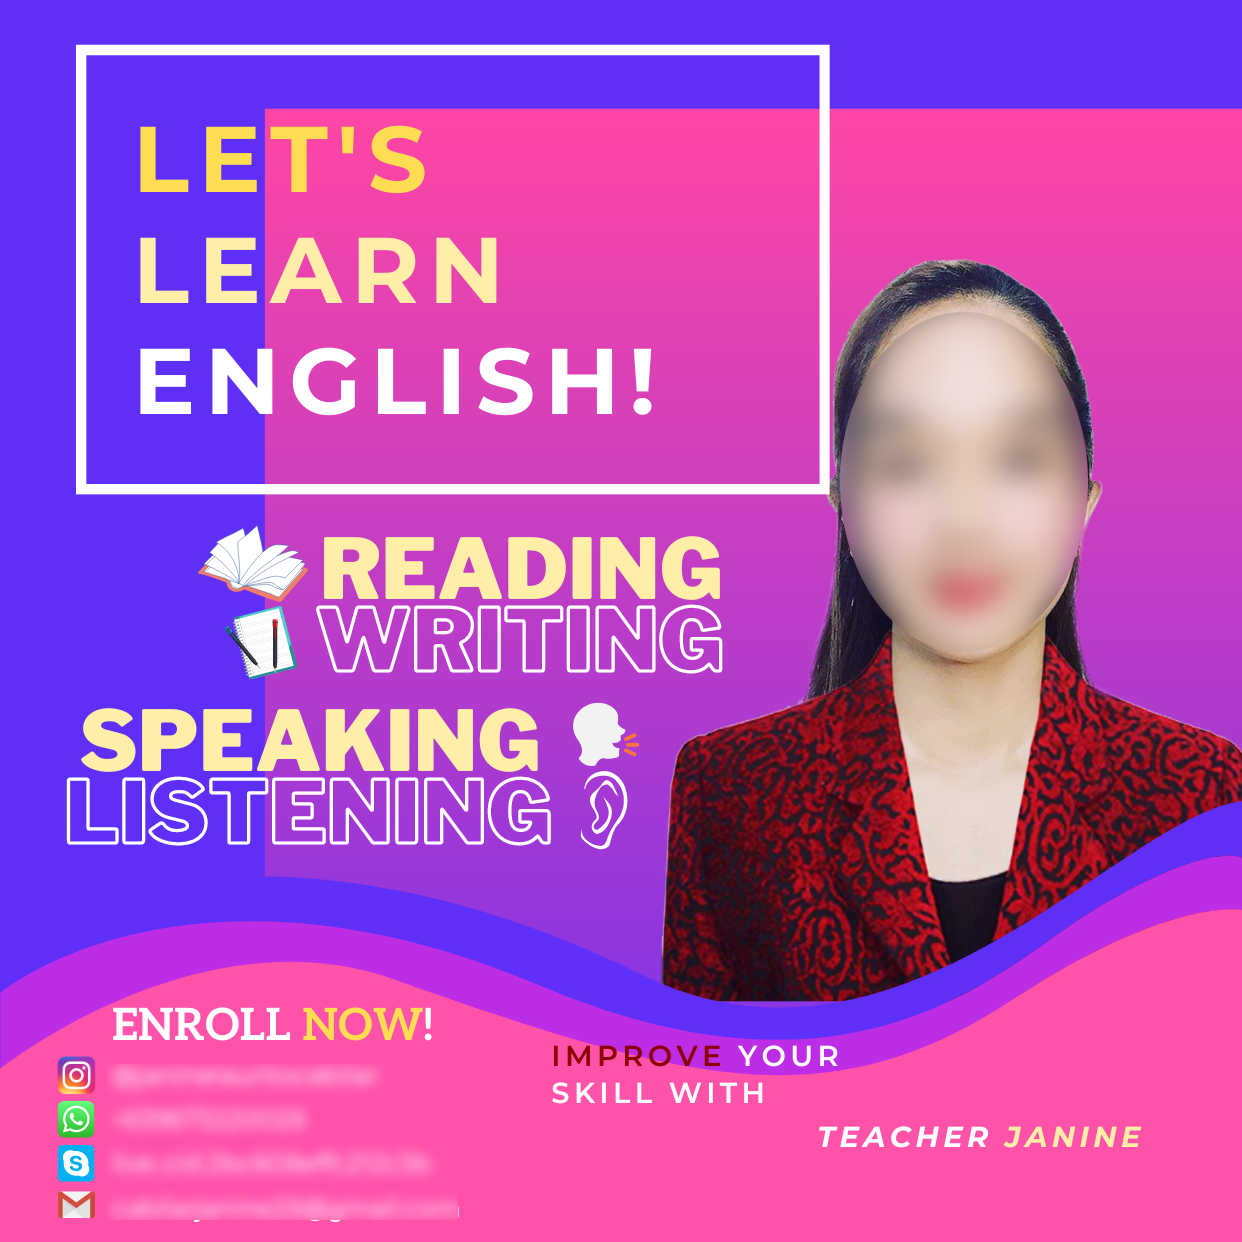 LET'S
LEARN
ENGLISH!
READING
WRITING
SPEAKING
LISTENING
ENROLL NOW!
IMPROVE YOUR
SKILL WITH
TEACHER JANINE